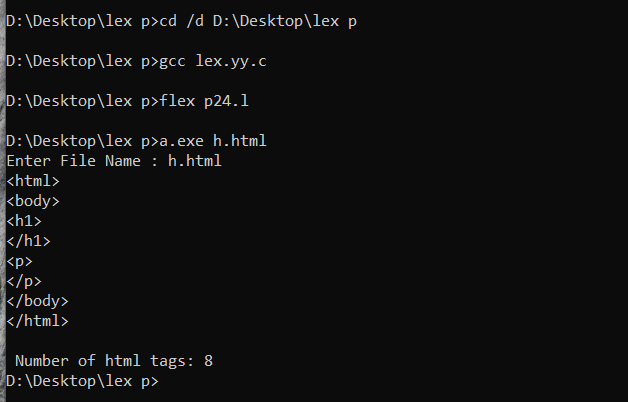 D:\Desktop\lex p>cd /d D:\Desktop\lex p
D:\Desktop\lex p>gcc lex.yy.c
D:\Desktop\lex p>flex p24.l
D:\Desktop\lex p>a.exe h.html
Enter File Name : h.html
<html>
<body>
<h1>
</h1>
<p>
</p>
</body>
</html>
Number of html tags: 8
D:\Desktop\lex p>